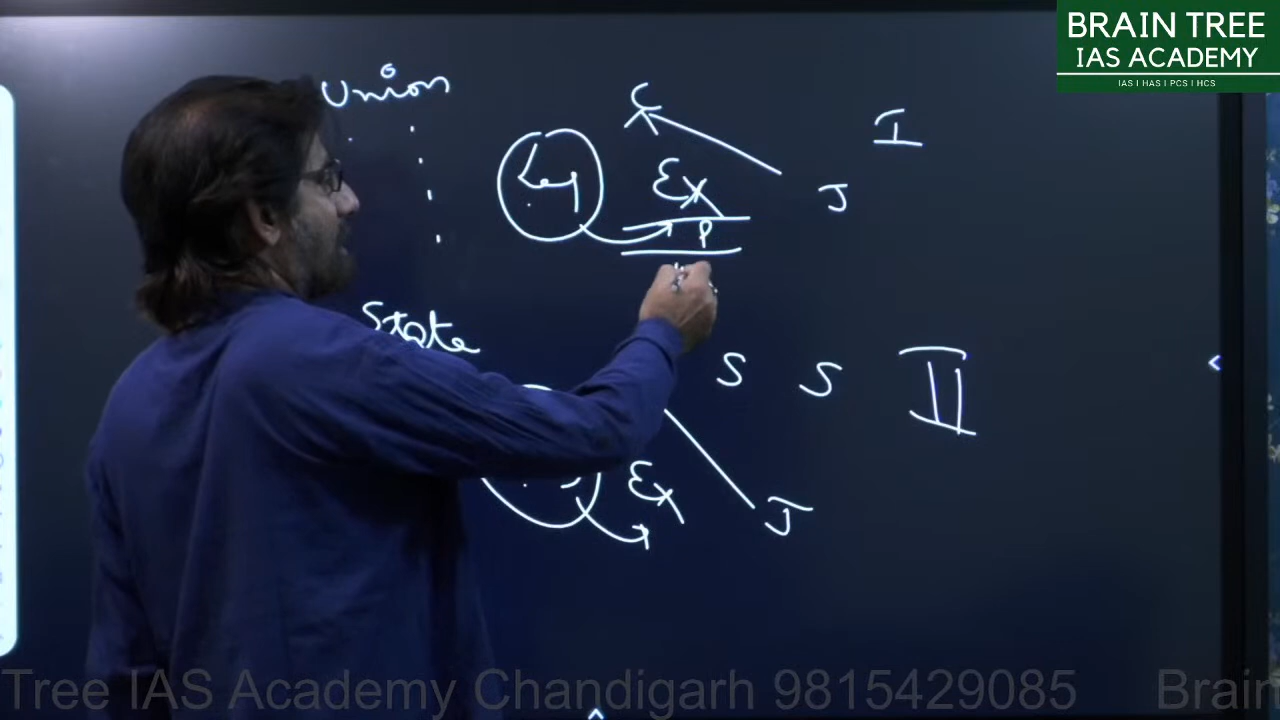 BRAIN TREE
IAS ACADEMY
IAS I HAS I PCS I HCS
Union
C
I
Leg
Ex
J
P
State
S S II
Ex
J
Tree IAS Academy Chandigarh 9815429085 Brain